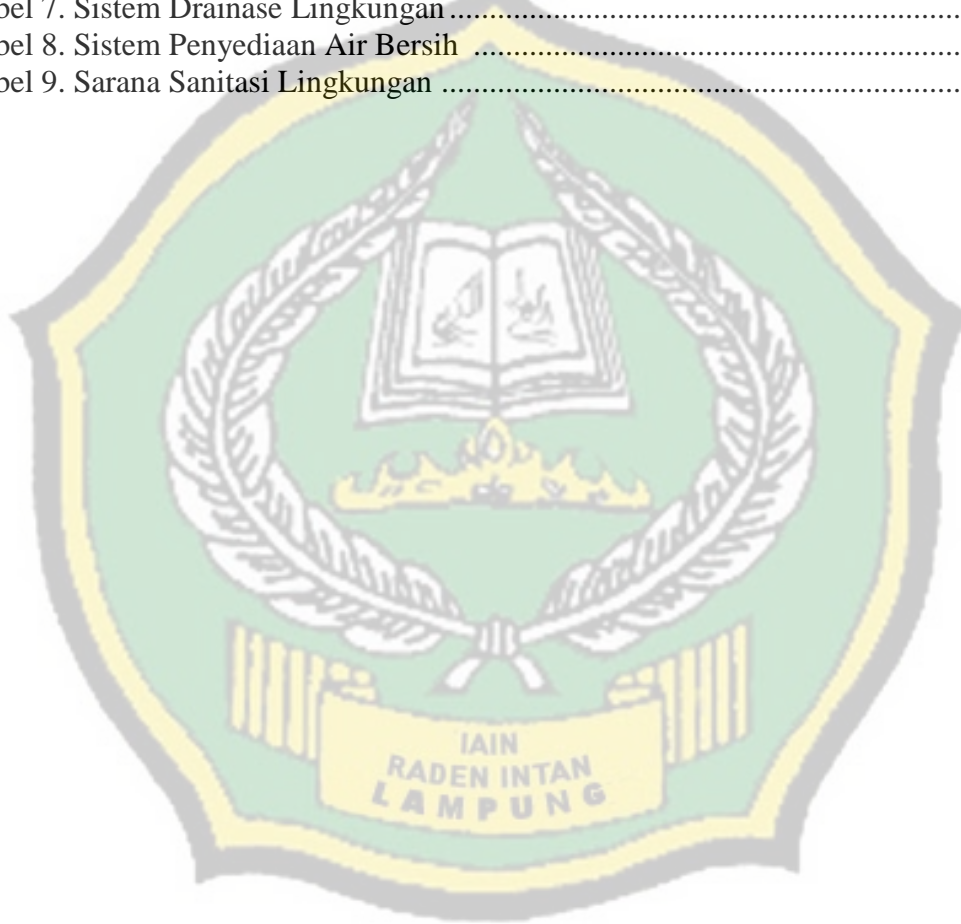 bel 7. Sistem Drainase Lingkungan ........................................................................
bel 8. Sistem Penyediaan Air Bersih ....................................................................
bel 9. Sarana Sanitasi Lingkungan ........................................................................
IAIN
RADEN INTAN
LAMPUNG